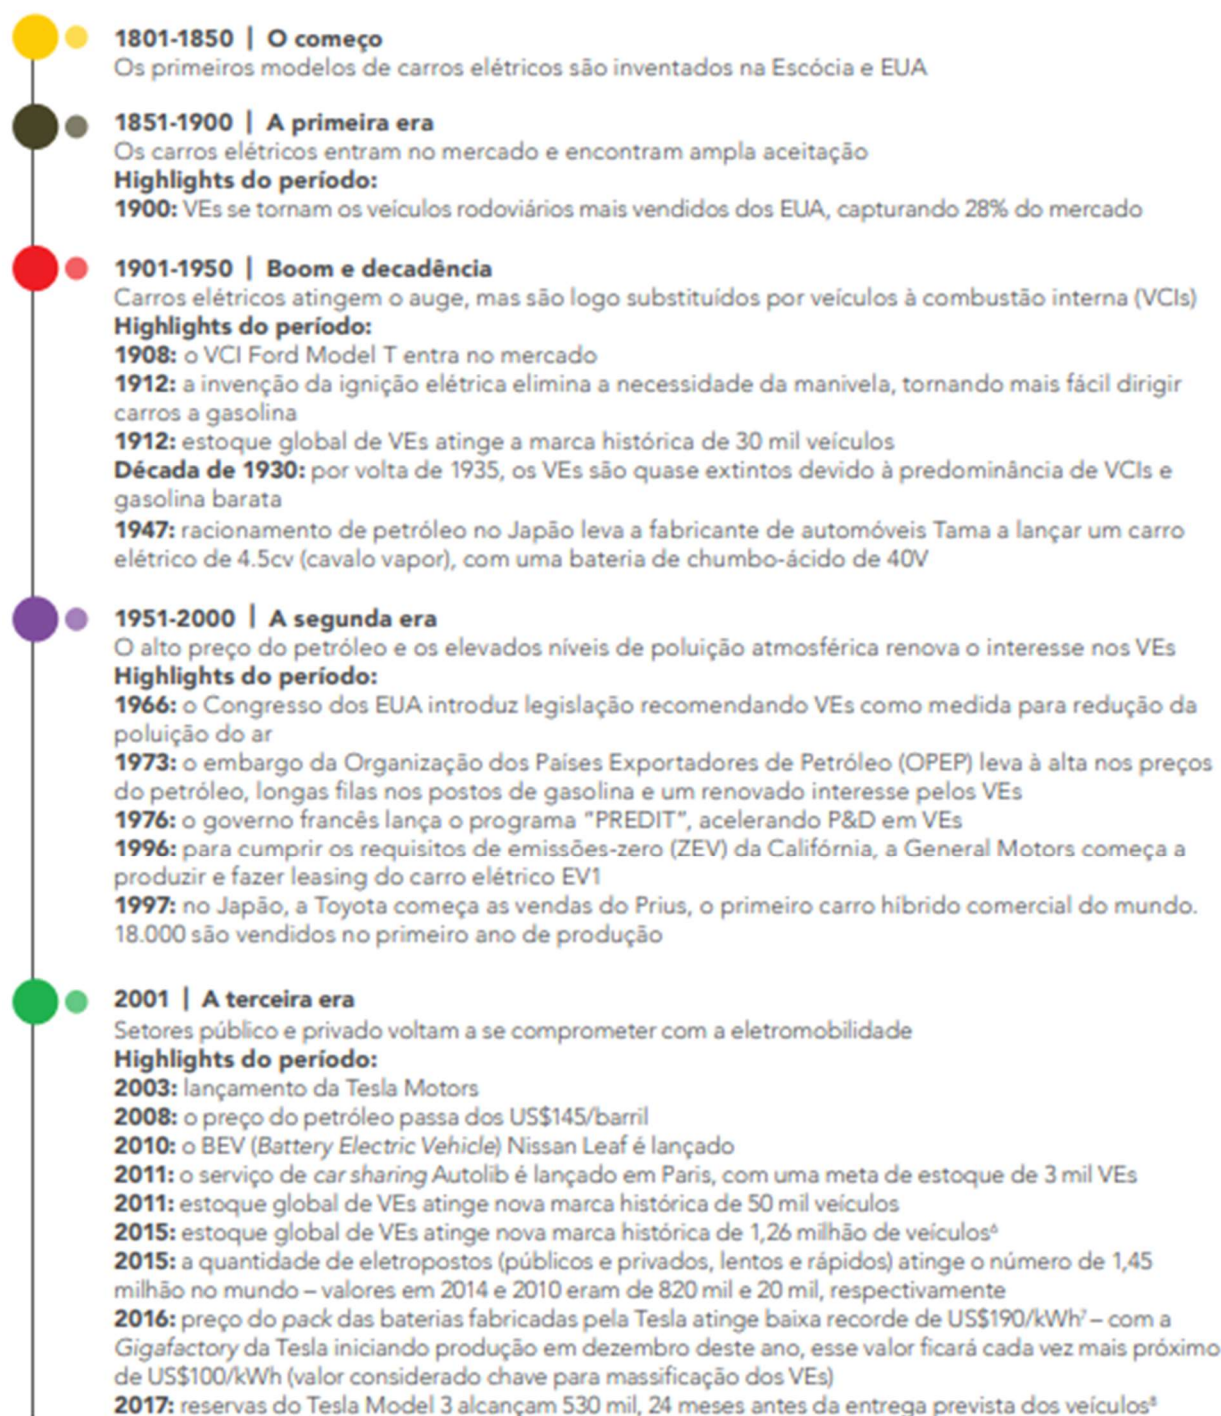 1801-1850 | O começo
Os primeiros modelos de carros elétricos são inventados na Escócia e EUA
1851-1900 | A primeira era
Os carros elétricos entram no mercado e encontram ampla aceitação
Highlights do período:
1900: VEs se tornam os veículos rodoviários mais vendidos dos EUA, capturando 28% do mercado
1901-1950 | Boom e decadência
Carros elétricos atingem o auge, mas são logo substituídos por veículos à combustão interna (VCIs)
Highlights do período:
1908: o VCI Ford Model T entra no mercado
1912: a invenção da ignição elétrica elimina a necessidade da manivela, tornando mais fácil dirigir
carros a gasolina
1912: estoque global de VEs atinge a marca histórica de 30 mil veículos
Década de 1930: por volta de 1935, os VEs são quase extintos devido à predominância de VCIs e
gasolina barata
1947: racionamento de petróleo no Japão leva a fabricante de automóveis Tama a lançar um carro
elétrico de 4.5cv (cavalo vapor), com uma bateria de chumbo-ácido de 40V
1951-2000 | A segunda era
O alto preço do petróleo e os elevados níveis de poluição atmosférica renova o interesse nos VEs
Highlights do período:
1966: o Congresso dos EUA introduz legislação recomendando VEs como medida para redução da
poluição do ar
1973: o embargo da Organização dos Países Exportadores de Petróleo (OPEP) leva à alta nos preços
do petróleo, longas filas nos postos de gasolina e um renovado interesse pelos VEs
1976: o governo francês lança o programa "PREDIT", acelerando P&D em VEs
1996: para cumprir os requisitos de emissões-zero (ZEV) da Califórnia, a General Motors começa a
produzir e fazer leasing do carro elétrico EV1
1997: no Japão, a Toyota começa as vendas do Prius, o primeiro carro híbrido comercial do mundo.
18.000 são vendidos no primeiro ano de produção
2001 | A terceira era
Setores público e privado voltam a se comprometer com a eletromobilidade
Highlights do período:
2003: lançamento da Tesla Motors
2008: o preço do petróleo passa dos US$145/barril
2010: o BEV (Battery Electric Vehicle) Nissan Leaf é lançado
2011: o serviço de car sharing Autolib é lançado em Paris, com uma meta de estoque de 3 mil VEs
2011: estoque global de VEs atinge nova marca histórica de 50 mil veículos
2015: estoque global de VEs atinge nova marca histórica de 1,26 milhão de veículos⁶
2015: a quantidade de eletropostos (públicos e privados, lentos e rápidos) atinge o número de 1,45
milhão no mundo – valores em 2014 e 2010 eram de 820 mil e 20 mil, respectivamente
2016: preço do pack das baterias fabricadas pela Tesla atinge baixa recorde de US$190/kWh⁷ – com a
Gigafactory da Tesla iniciando produção em dezembro deste ano, esse valor ficará cada vez mais próximo
de US$100/kWh (valor considerado chave para massificação dos VEs)
2017: reservas do Tesla Model 3 alcançam 530 mil, 24 meses antes da entrega prevista dos veículos⁸